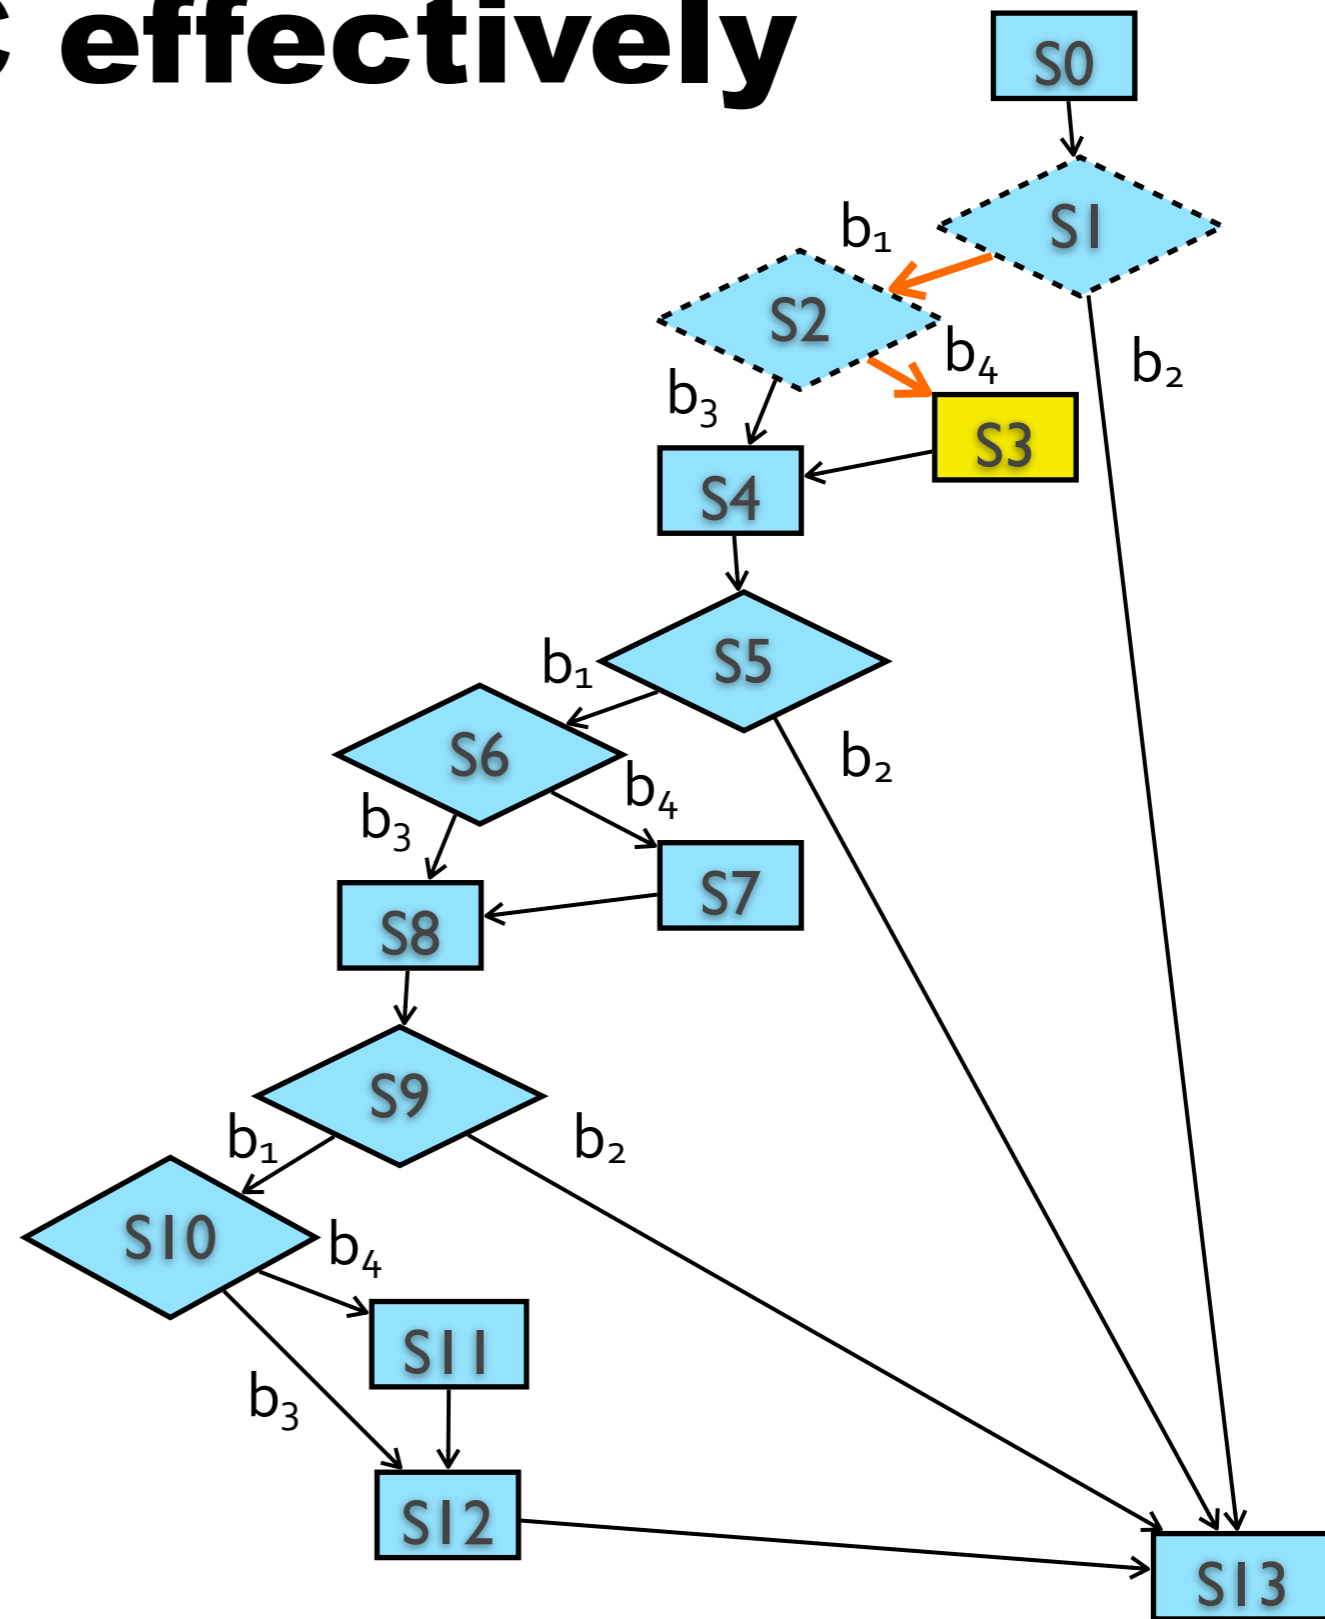 C effectively
S0
S1
b₁
S2
b₄
b₂
b₃
S3
S4
S5
b₁
S6
b₂
b₄
b₃
S7
S8
S9
b₁
b₂
S10
b₄
S11
b₃
S12
S13